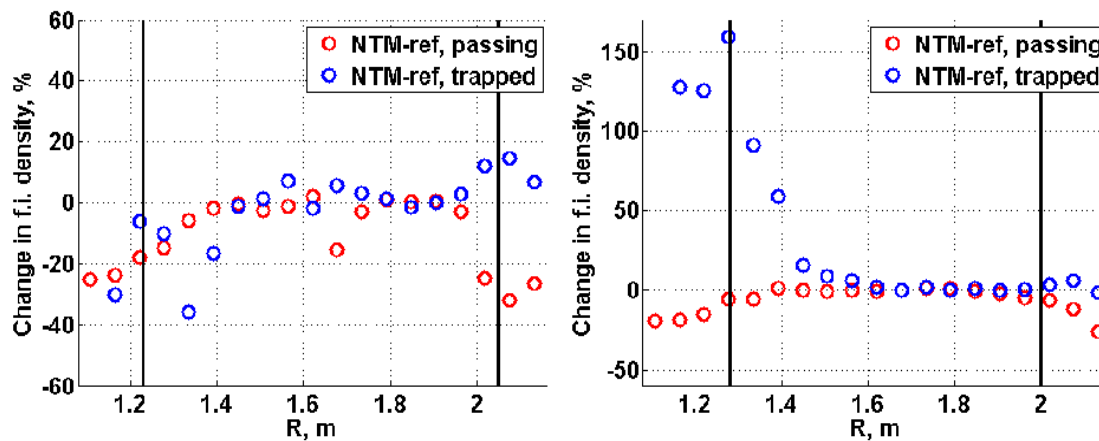 60
40
20
0
-20
-40
-60
1.2
1.4
1.6
1.8
2
R, m
Change in f.i. density, %
NTM-ref, passing
NTM-ref, trapped
150
100
50
0
-50
1.2
1.4
1.6
1.8
2
R, m
Change in f.i. density, %
NTM-ref, passing
NTM-ref, trapped